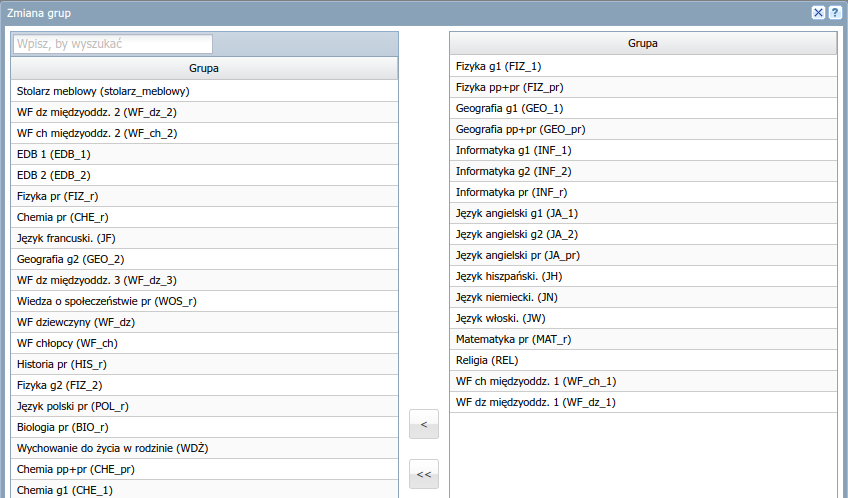 Zmiana grup
Wpisz, by wyszukać
Grupa
Stolarz meblowy (stolarz_meblowy)
WF dz międzyoddz. 2 (WF_dz_2)
WF ch międzyoddz. 2 (WF_ch_2)
EDB 1 (EDB_1)
EDB 2 (EDB_2)
Fizyka pr (FIZ_r)
Chemia pr (CHE_r)
Język francuski. (JF)
Geografia g2 (GEO_2)
WF dz międzyoddz. 3 (WF_dz_3)
Wiedza o społeczeństwie pr (WOS_r)
WF dziewczyny (WF_dz)
WF chłopcy (WF_ch)
Historia pr (HIS_r)
Fizyka g2 (FIZ_2)
Język polski pr (POL_r)
Biologia pr (BIO_r)
Wychowanie do życia w rodzinie (WDŻ)
Chemia pp+pr (CHE_pr)
Chemia g1 (CHE_1)
<
<<
Grupa
Fizyka g1 (FIZ_1)
Fizyka pp+pr (FIZ_pr)
Geografia g1 (GEO_1)
Geografia pp+pr (GEO_pr)
Informatyka g1 (INF_1)
Informatyka g2 (INF_2)
Informatyka pr (INF_r)
Język angielski g1 (JA_1)
Język angielski g2 (JA_2)
Język angielski pr (JA_pr)
Język hiszpański. (JH)
Język niemiecki. (JN)
Język włoski. (JW)
Matematyka pr (MAT_r)
Religia (REL)
WF ch międzyoddz. 1 (WF_ch_1)
WF dz międzyoddz. 1 (WF_dz_1)